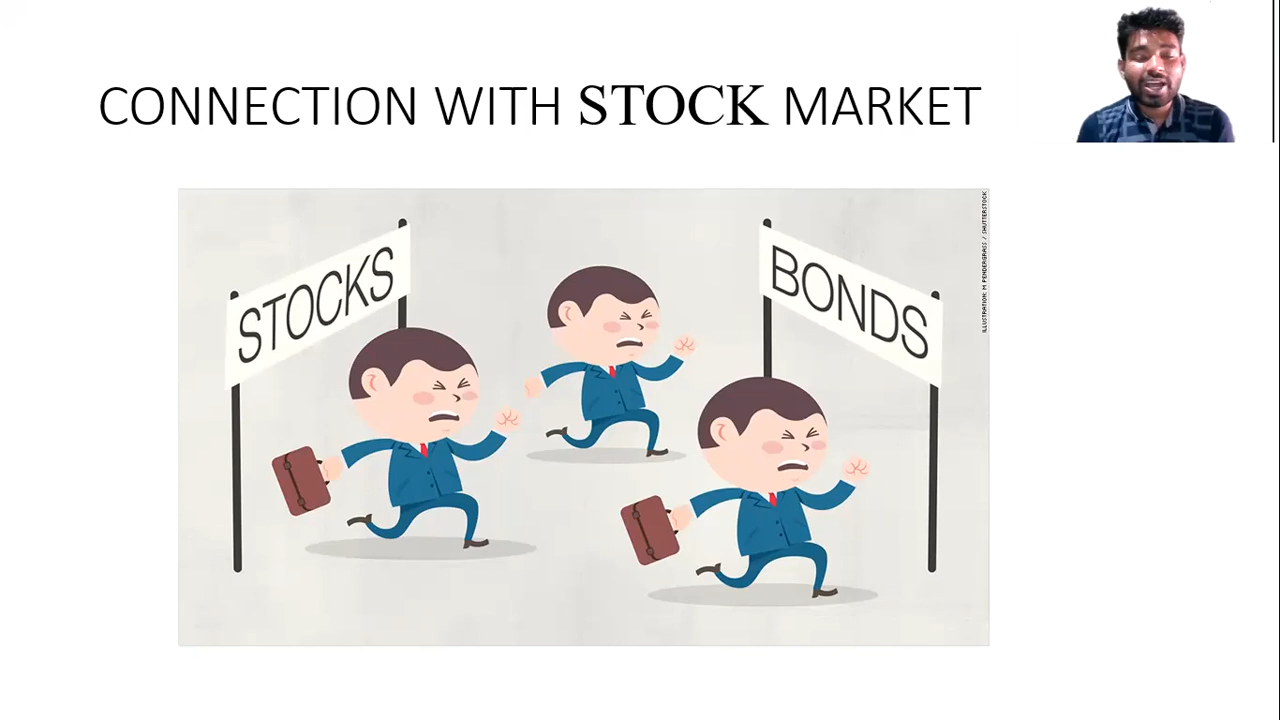 CONNECTION WITH STOCK MARKET
STOCKS
BONDS
ILLUSTRATION: M PENDERGRASS / SHUTTERSTOCK